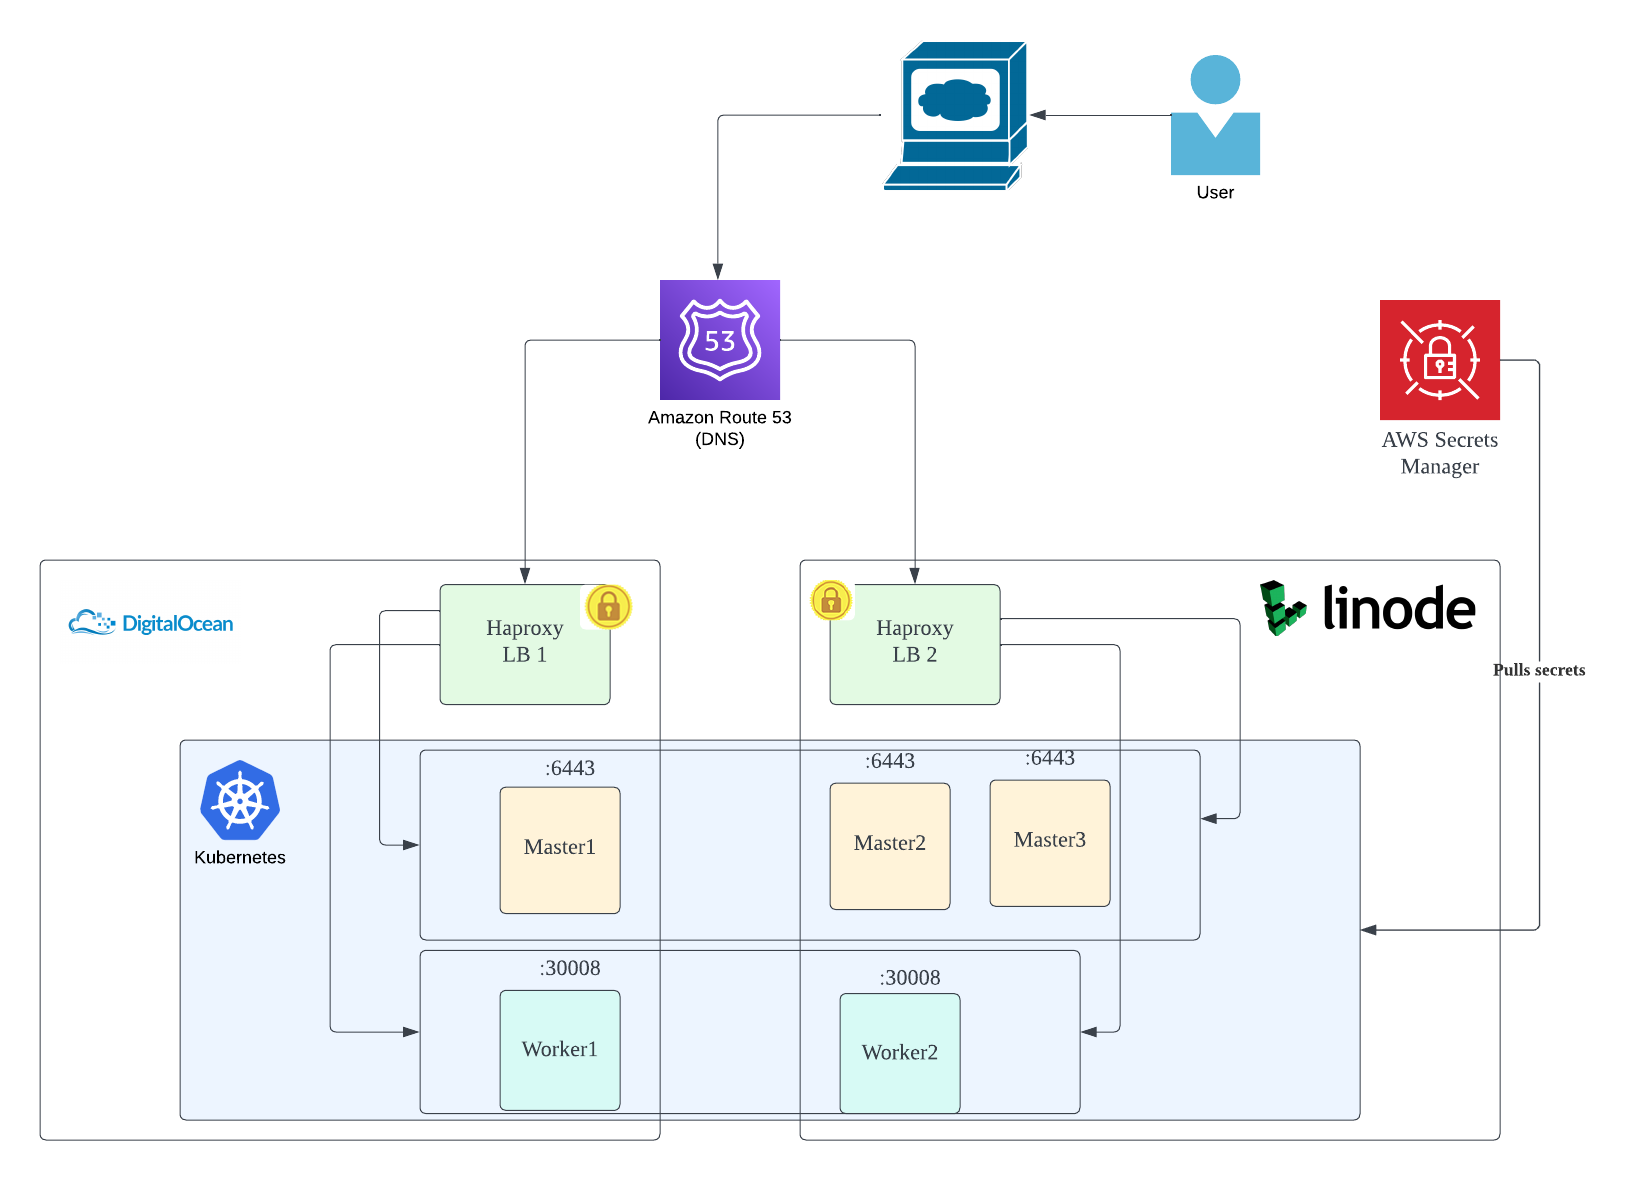 User
53
Amazon Route 53
(DNS)
AWS Secrets
Manager
DigitalOcean
Haproxy
LB 1
Haproxy
LB 2
linode
Pulls secrets
Kubernetes
:6443
Master1
:6443
Master2
:6443
Master3
:30008
Worker1
:30008
Worker2